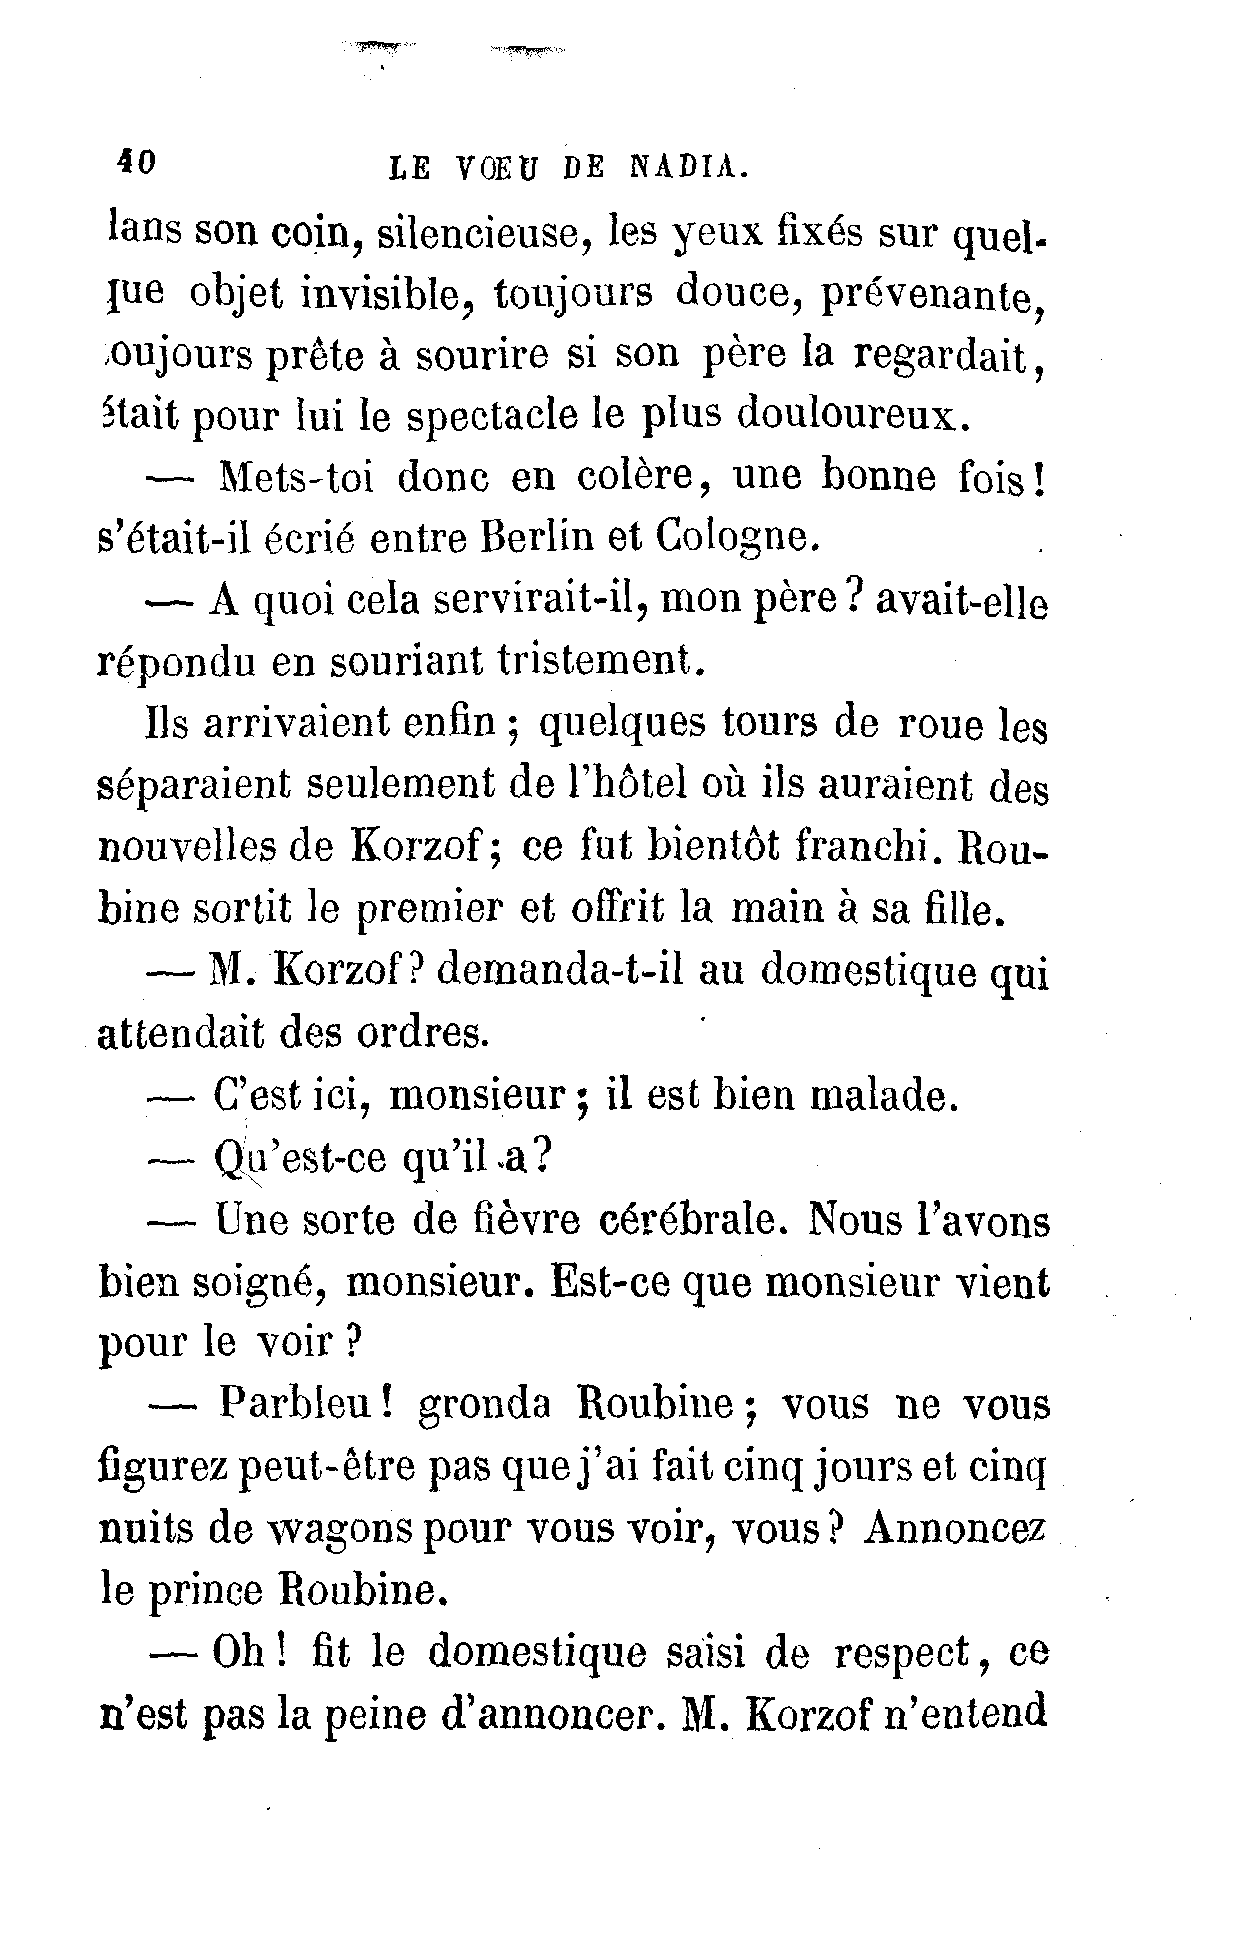 40 LE VŒU DE NADIA.
dans son coin, silencieuse, les yeux fixés sur quel-
que objet invisible, toujours douce, prévenante,
toujours prête à sourire si son père la regardait,
était pour lui le spectacle le plus douloureux.
— Mets-toi donc en colère, une bonne fois!
s'était-il écrié entre Berlin et Cologne.
— A quoi cela servirait-il, mon père ? avait-elle
répondu en souriant tristement.
Ils arrivaient enfin ; quelques tours de roue les
séparaient seulement de l'hôtel où ils auraient des
nouvelles de Korzof ; ce fut bientôt franchi. Rou-
bine sortit le premier et offrit la main à sa fille.
— M. Korzof ? demanda-t-il au domestique qui
attendait des ordres.
— C'est ici, monsieur ; il est bien malade.
— Qu'est-ce qu'il a ?
— Une sorte de fièvre cérébrale. Nous l'avons
bien soigné, monsieur. Est-ce que monsieur vient
pour le voir ?
— Parbleu ! gronda Roubine ; vous ne vous
figurez peut-être pas que j'ai fait cinq jours et cinq
nuits de wagons pour vous voir, vous ? Annoncez
le prince Roubine.
— Oh ! fit le domestique saisi de respect, ce
n'est pas la peine d'annoncer. M. Korzof n'entend